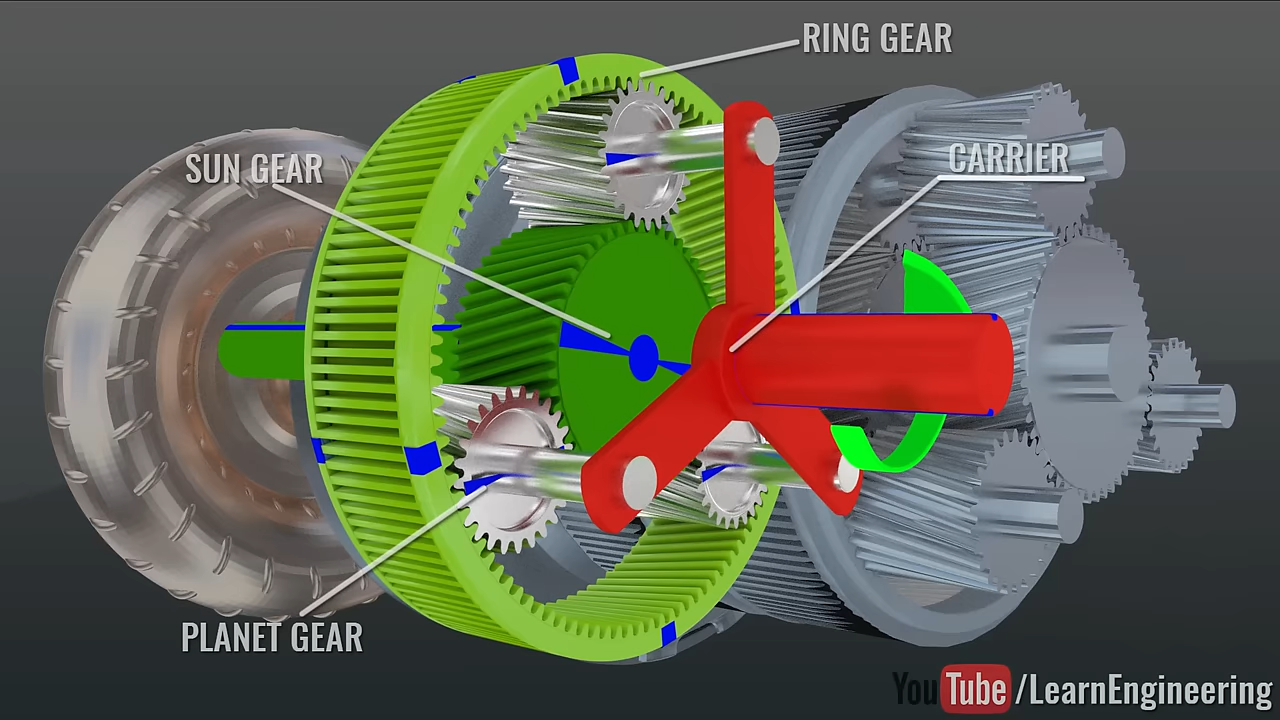 RING GEAR
SUN GEAR
CARRIER
PLANET GEAR
YouTube/LearnEngineering